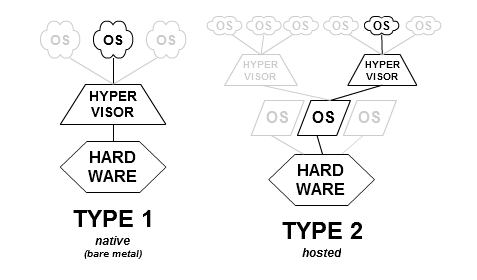 OS OS OS
HYPER
VISOR
HARD
WARE
TYPE 1
native
(bare metal)
OS OS OS OS OS OS
HYPER
VISOR
HYPER
VISOR
OS OS OS
HARD
WARE
TYPE 2
hosted